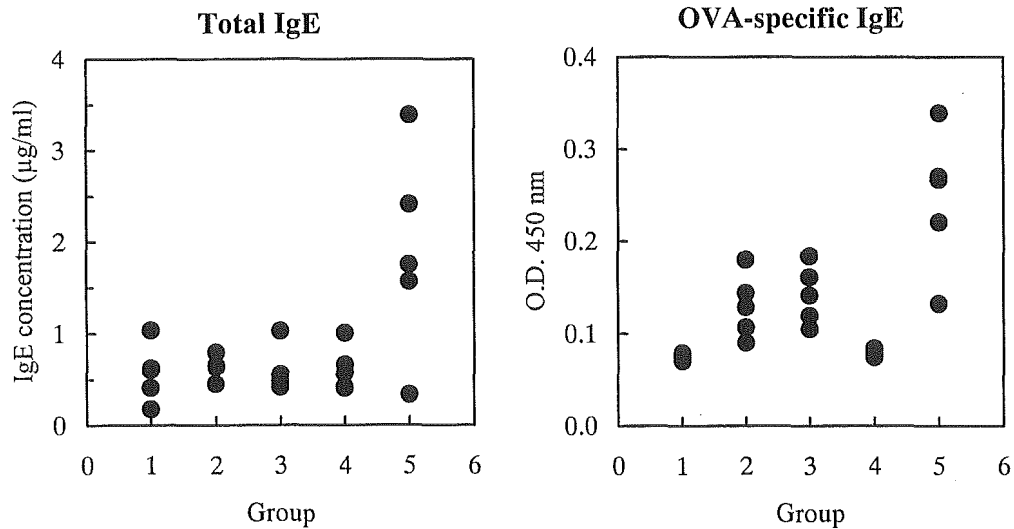 Total IgE
IgE concentration (µg/ml)
4
3
2
1
0
0 1 2 3 4 5 6
Group
OVA-specific IgE
O.D. 450 nm
0.4
0.3
0.2
0.1
0.0
0 1 2 3 4 5 6
Group